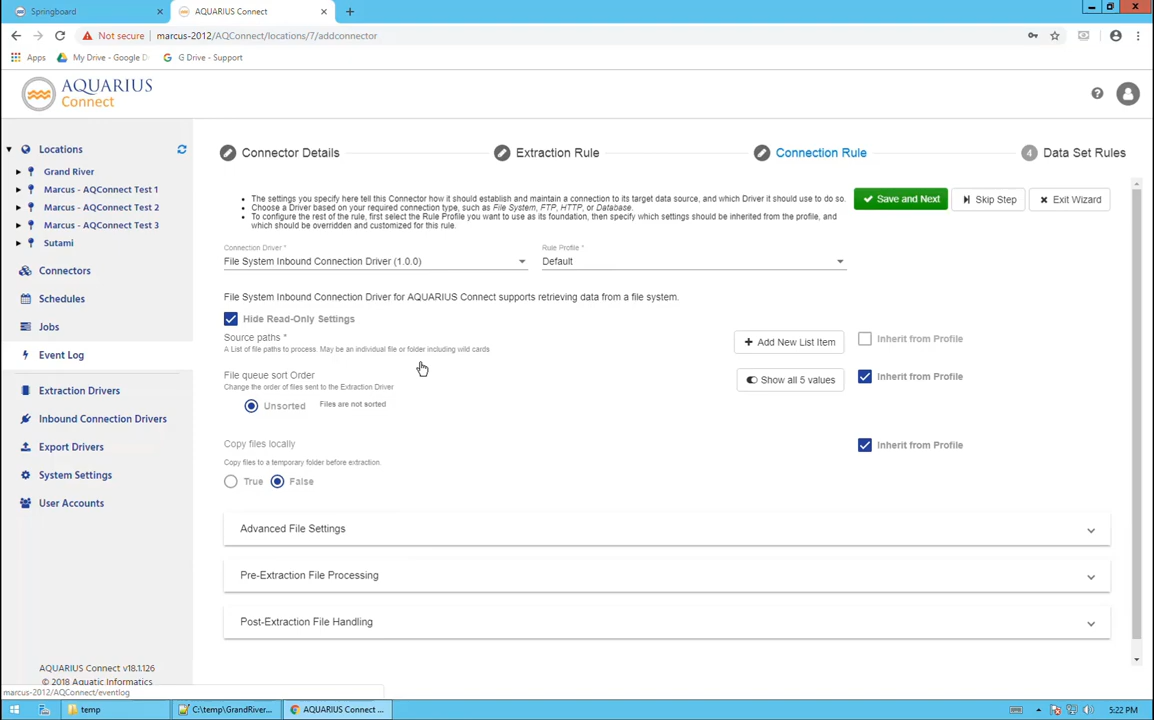 Springboard
AQUARIUS Connect
Not secure
marcus-2012/AQConnect/locations/7/addconnector
Apps
My Drive - Google D
G Drive - Support
AQUARIUS
Connect
Locations
Grand River
Marcus - AQConnect Test 1
Marcus - AQConnect Test 2
Marcus - AQConnect Test 3
Sutami
Connectors
Schedules
Jobs
Event Log
Extraction Drivers
Inbound Connection Drivers
Export Drivers
System Settings
User Accounts
AQUARIUS Connect v18.1.126
© 2018 Aquatic Informatics
marcus-2012/AQConnect/eventlog
Connector Details
Extraction Rule
Connection Rule
4 Data Set Rules
• The settings you specify here tell this Connector how it should establish and maintain a connection to its target data source, and which Driver it should use to do so.
• Choose a Driver based on your required connection type, such as File System, FTP, HTTP, or Database.
• To configure the rest of the rule, first select the Rule Profile you want to use as its foundation, then specify which settings should be inherited from the profile, and
which should be overridden and customized for this rule.
Save and Next
Skip Step
Exit Wizard
Connection Driver *
File System Inbound Connection Driver (1.0.0)
Rule Profile *
Default
File System Inbound Connection Driver for AQUARIUS Connect supports retrieving data from a file system.
Hide Read-Only Settings
Source paths *
A List of file paths to process. May be an individual file or folder including wild cards
Add New List Item
Inherit from Profile
File queue sort Order
Change the order of files sent to the Extraction Driver
Show all 5 values
Inherit from Profile
Unsorted
Files are not sorted
Copy files locally
Inherit from Profile
Copy files to a temporary folder before extraction.
True
False
Advanced File Settings
Pre-Extraction File Processing
Post-Extraction File Handling
temp
C:\temp\GrandRiver...
AQUARIUS Connect ...
5:22 PM